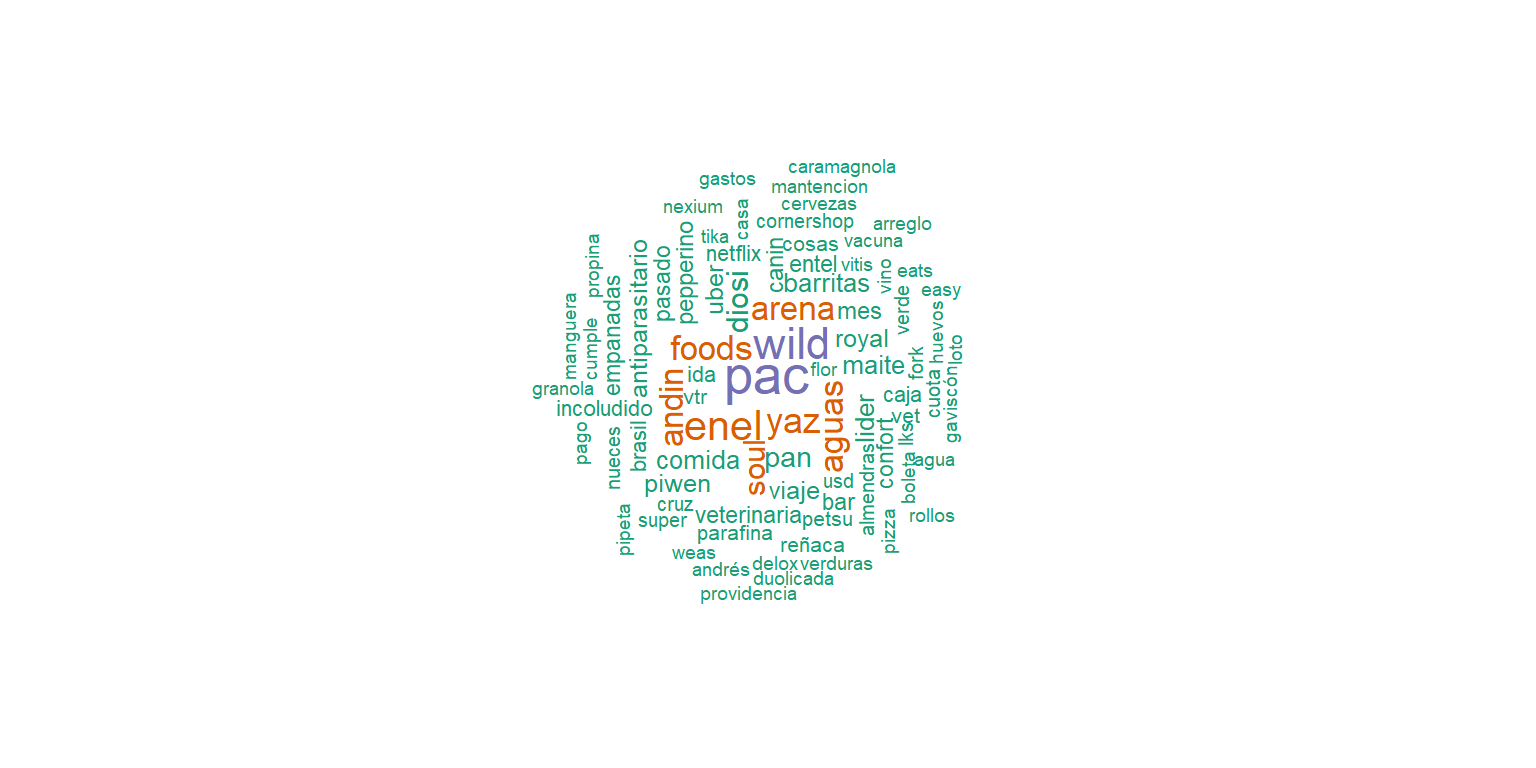 caramagnola
gastos
mantencion
nexium
casa
cervezas
cornershop
arreglo
propina
tika
netflix
canin
cosas
vacuna
antiparasitario
pasado
pepperino
uber
diosi
entel
vitis
vino
eats
barritas
easy
manguera
cumple
empanadas
arena
mes
verde
huevos
foods
wild
royal
loto
granola
andin
ida
pac
flor
maite
fork
cuota
gaviscón
vtr
incoludido
enel
yaz
aguas
lider
caja
vet
confort
lks
pago
nueces
brasil
comida
soul
pan
almendras
boleta
agua
piwen
viaje
usd
bar
cruz
super
veterinaria
petsu
pizza
rollos
pipeta
parafina
reñaca
weas
andrés
delox
verduras
duolicada
providencia